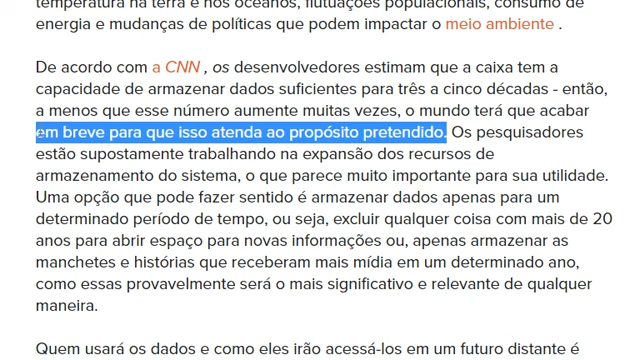 temperatura na terra e nos oceanos, flutuações populacionais, consumo de
energia e mudanças de políticas que podem impactar o meio ambiente .
De acordo com a CNN , os desenvolvedores estimam que a caixa tem a
capacidade de armazenar dados suficientes para três a cinco décadas - então,
a menos que esse número aumente muitas vezes, o mundo terá que acabar
em breve para que isso atenda ao propósito pretendido. Os pesquisadores
estão supostamente trabalhando na expansão dos recursos de
armazenamento do sistema, o que parece muito importante para sua utilidade.
Uma opção que pode fazer sentido é armazenar dados apenas para um
determinado período de tempo, ou seja, excluir qualquer coisa com mais de 20
anos para abrir espaço para novas informações ou, apenas armazenar as
manchetes e histórias que receberam mais mídia em um determinado ano,
como essas provavelmente será o mais significativo e relevante de qualquer
maneira.
Quem usará os dados e como eles irão acessá-los em um futuro distante é